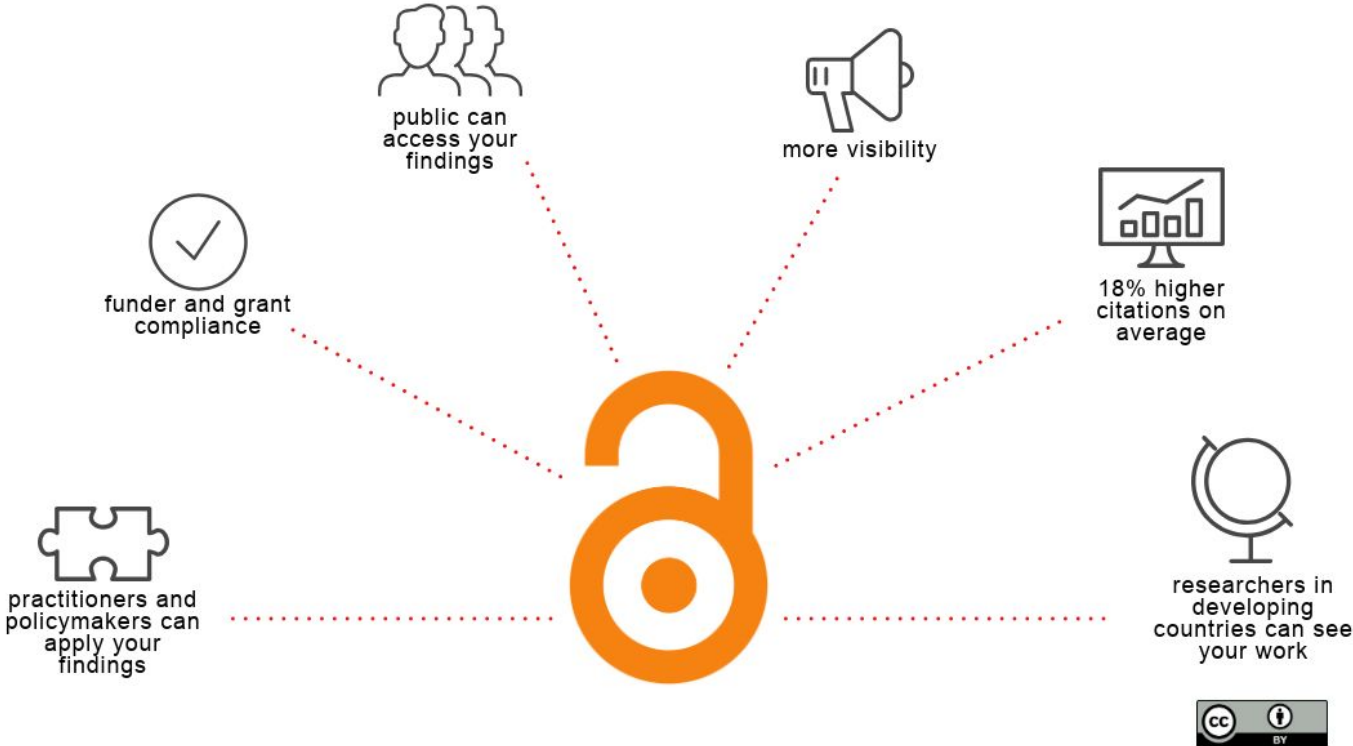 public can
access your
findings
more visibility
funder and grant
compliance
18% higher
citations on
average
practitioners and
policymakers can
apply your
findings
researchers in
developing
countries can see
your work
cc
BY